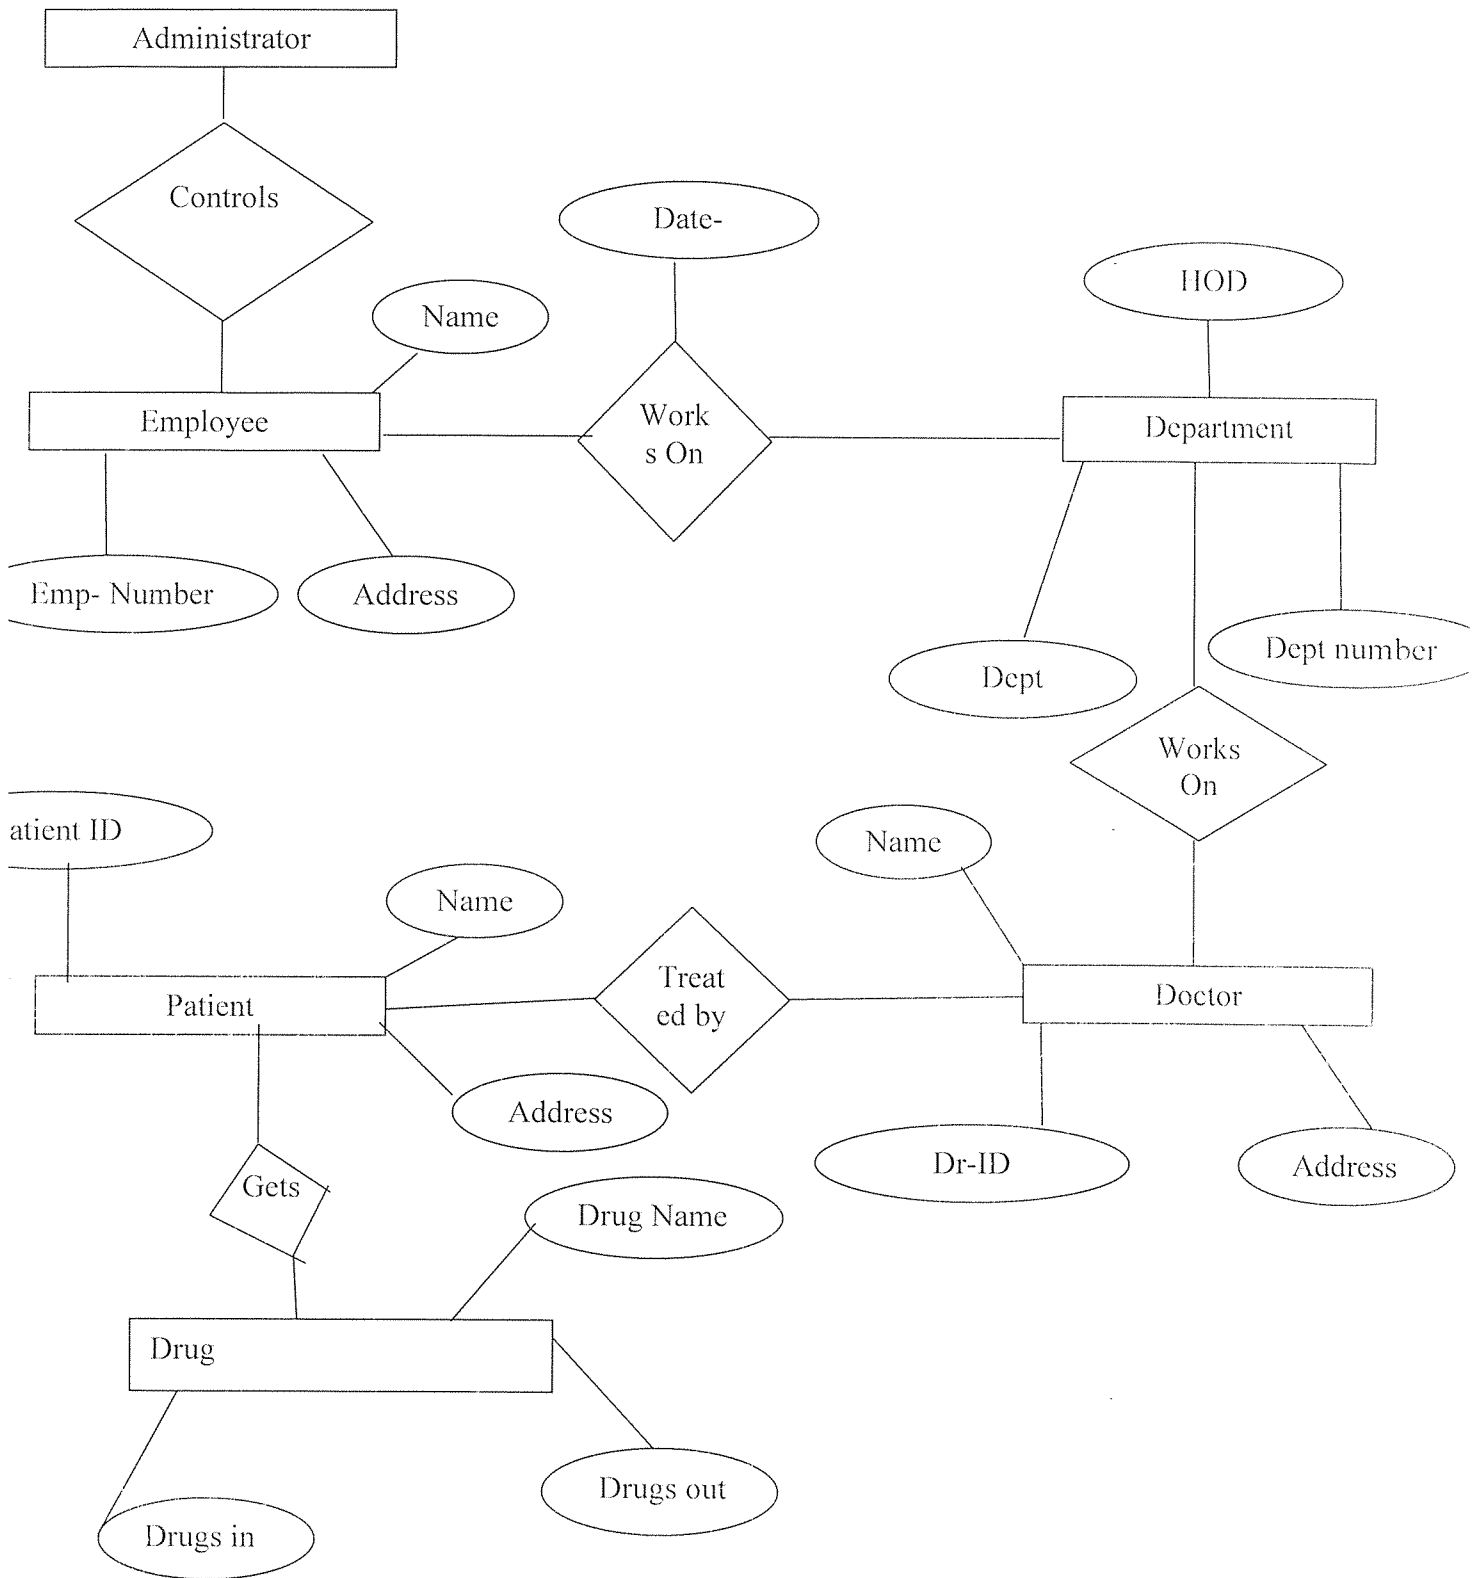 Administrator
Controls
Date-
HOD
Name
Employee
Work
s On
Department
Emp- Number
Address
Dept number
Dept
Works
On
atient ID
Name
Name
Treat
ed by
Patient
Doctor
Address
Dr-ID
Address
Gets
Drug Name
Drug
Drugs out
Drugs in